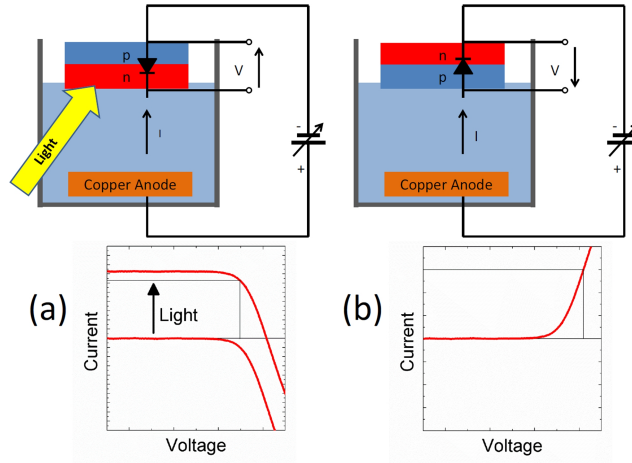 p
n
V
I
Light
-
+
Copper Anode
n
p
V
I
-
+
Copper Anode
(a)
Light
Current
Voltage
(b)
Current
Voltage